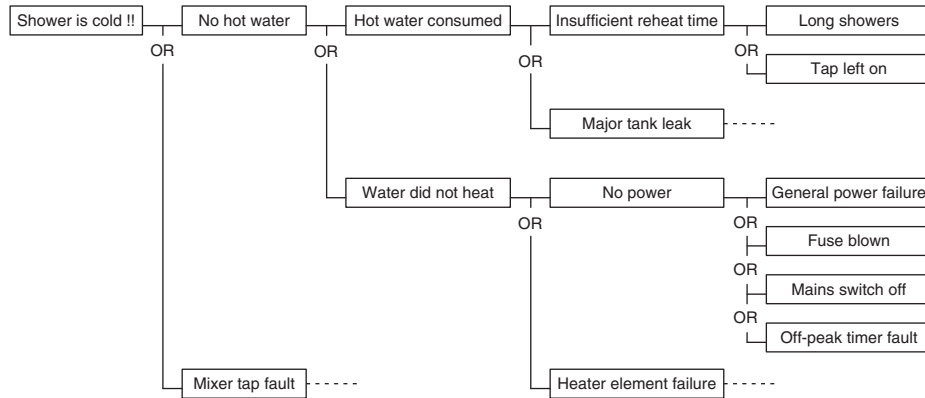 Shower is cold !!
No hot water
Hot water consumed
Insufficient reheat time
Long showers
OR
OR
OR
OR
Tap left on
Major tank leak
Water did not heat
No power
General power failure
OR
OR
Fuse blown
OR
Mains switch off
OR
Off-peak timer fault
Mixer tap fault
Heater element failure